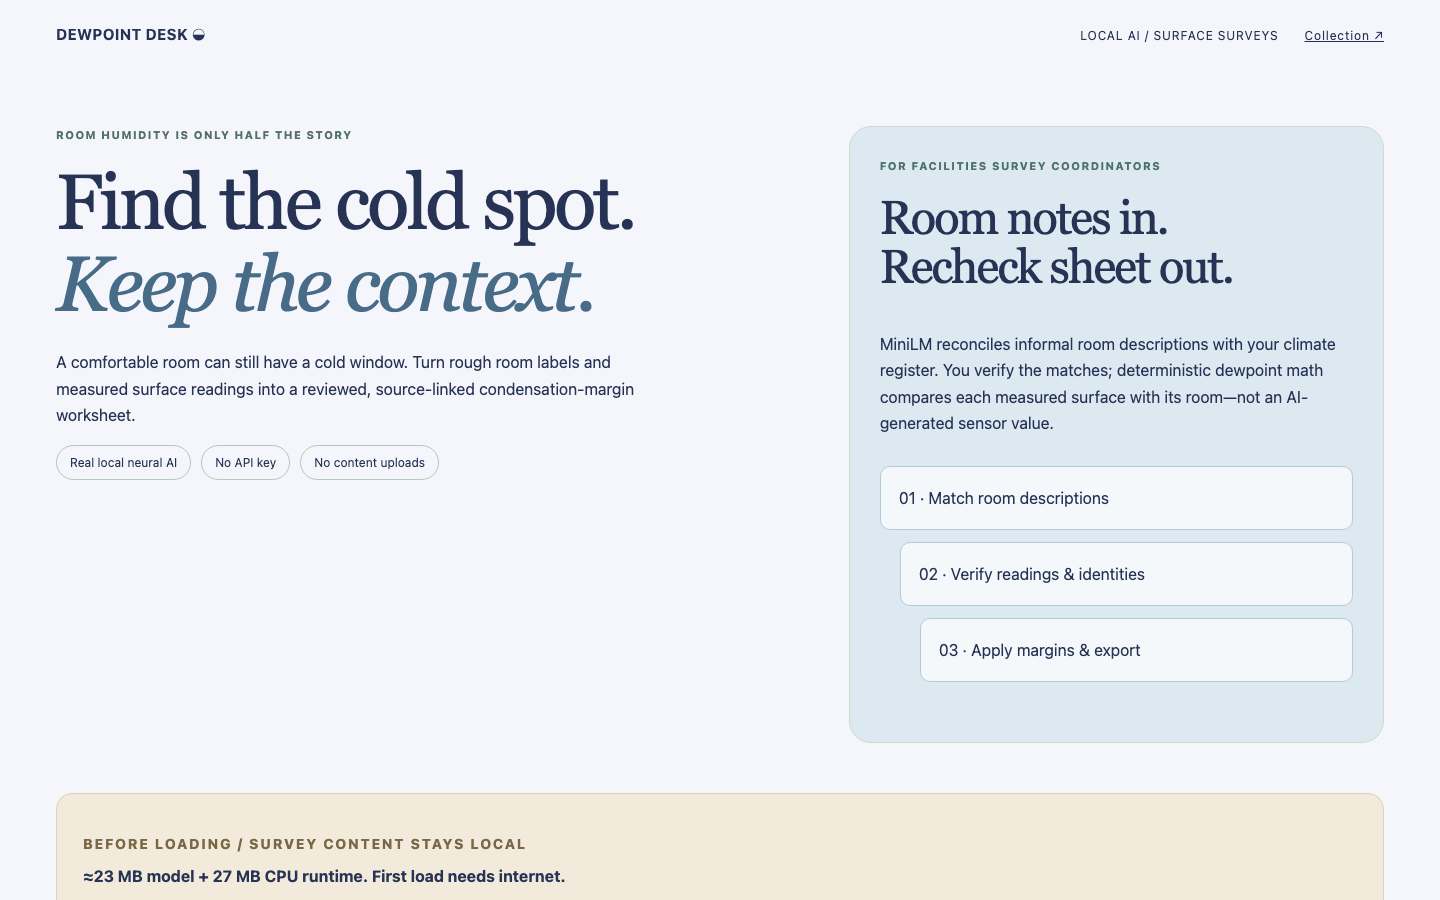 DEWPOINT DESK
LOCAL AI / SURFACE SURVEYS
Collection ↗
ROOM HUMIDITY IS ONLY HALF THE STORY
Find the cold spot.
Keep the context.
A comfortable room can still have a cold window. Turn rough room labels and
measured surface readings into a reviewed, source-linked condensation-margin
worksheet.
Real local neural AI
No API key
No content uploads
FOR FACILITIES SURVEY COORDINATORS
Room notes in.
Recheck sheet out.
MiniLM reconciles informal room descriptions with your climate
register. You verify the matches; deterministic dewpoint math
compares each measured surface with its room—not an AI-
generated sensor value.
01 · Match room descriptions
02 · Verify readings & identities
03 · Apply margins & export
BEFORE LOADING / SURVEY CONTENT STAYS LOCAL
≈23 MB model + 27 MB CPU runtime. First load needs internet.